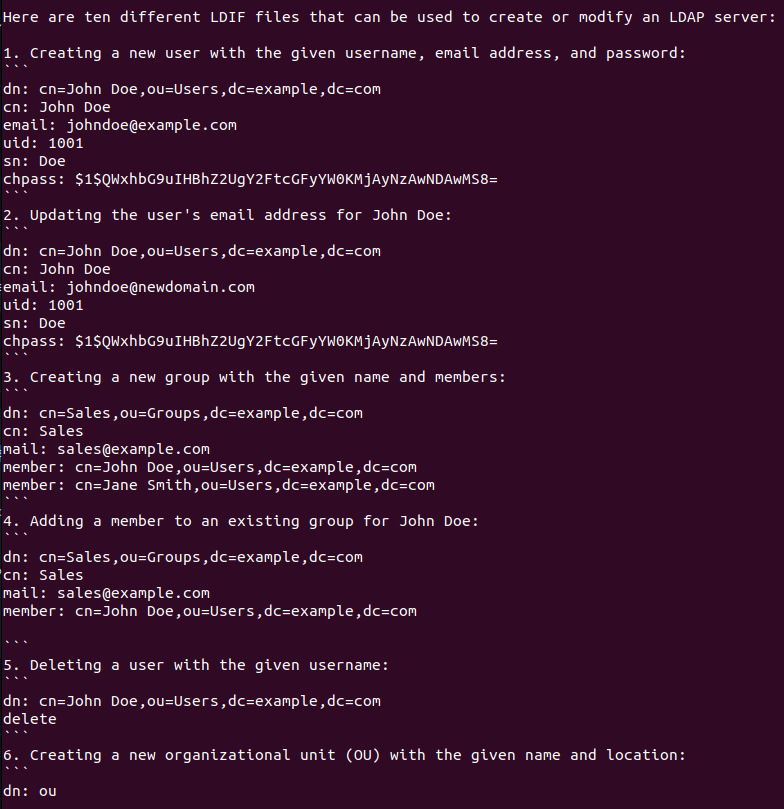 Here are ten different LDIF files that can be used to create or modify an LDAP server:
1. Creating a new user with the given username, email address, and password:
```
dn: cn=John Doe,ou=Users,dc=example,dc=com
cn: John Doe
email: johndoe@example.com
uid: 1001
sn: Doe
chpass: $1$QWxhbG9uIHBhZ2UgY2FtcGFyYW0KMjAyNzAwNDAwMS8=
```
2. Updating the user's email address for John Doe:
```
dn: cn=John Doe,ou=Users,dc=example,dc=com
cn: John Doe
email: johndoe@newdomain.com
uid: 1001
sn: Doe
chpass: $1$QWxhbG9uIHBhZ2UgY2FtcGFyYW0KMjAyNzAwNDAwMS8=
```
3. Creating a new group with the given name and members:
```
dn: cn=Sales,ou=Groups,dc=example,dc=com
cn: Sales
mail: sales@example.com
member: cn=John Doe,ou=Users,dc=example,dc=com
member: cn=Jane Smith,ou=Users,dc=example,dc=com
```
4. Adding a member to an existing group for John Doe:
```
dn: cn=Sales,ou=Groups,dc=example,dc=com
cn: Sales
mail: sales@example.com
member: cn=John Doe,ou=Users,dc=example,dc=com
```
5. Deleting a user with the given username:
```
dn: cn=John Doe,ou=Users,dc=example,dc=com
delete
```
6. Creating a new organizational unit (OU) with the given name and location:
```
dn: ou